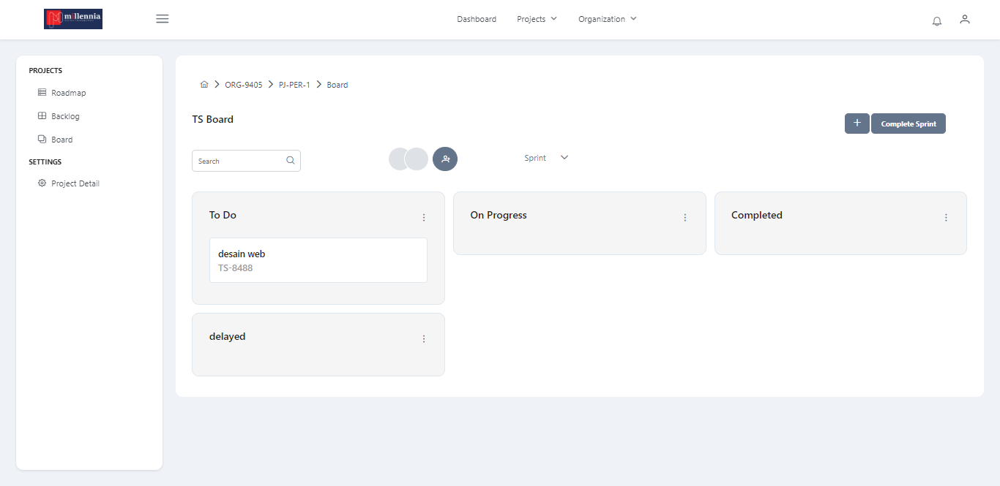 millennia
Dashboard
Projects
Organization
PROJECTS
Roadmap
Backlog
Board
SETTINGS
Project Detail
ORG-9405
PJ-PER-1
Board
TS Board
+
Complete Sprint
Search
Sprint
To Do
desain web
TS-8488
On Progress
Completed
delayed